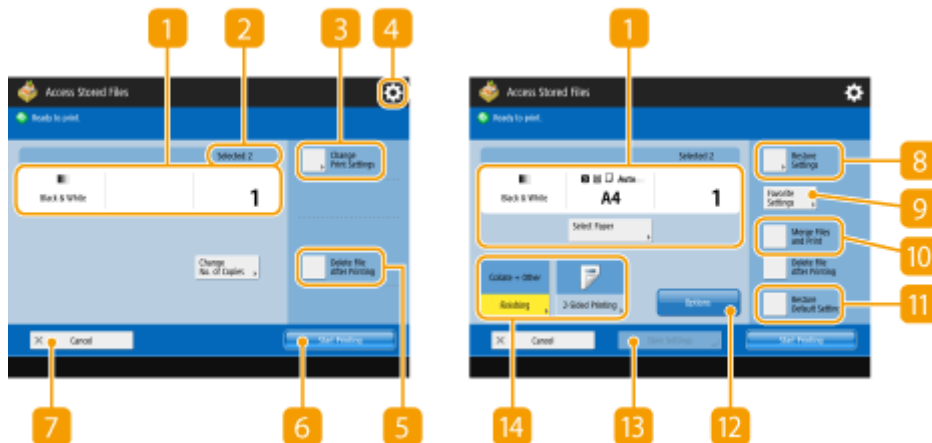 1
2
3
4
1
Access Stored Files
Ready to print.
Selected: 2
Black & White
1
Change
Print Settings
Change
No. of Copies
Delete File
After Printing
Cancel
Start Printing
7
6
5
Access Stored Files
Ready to print.
Selected: 2
Black & White
Auto...
A4
1
Select Paper
Restore
Settings
Favorite
Settings
Merge Files
and Print
Delete File
After Printing
Restore
Default Settin
Collate + Offset
Finishing
2-Sided Printing
Options
Cancel
Start Printing
8
9
10
11
14
13
12